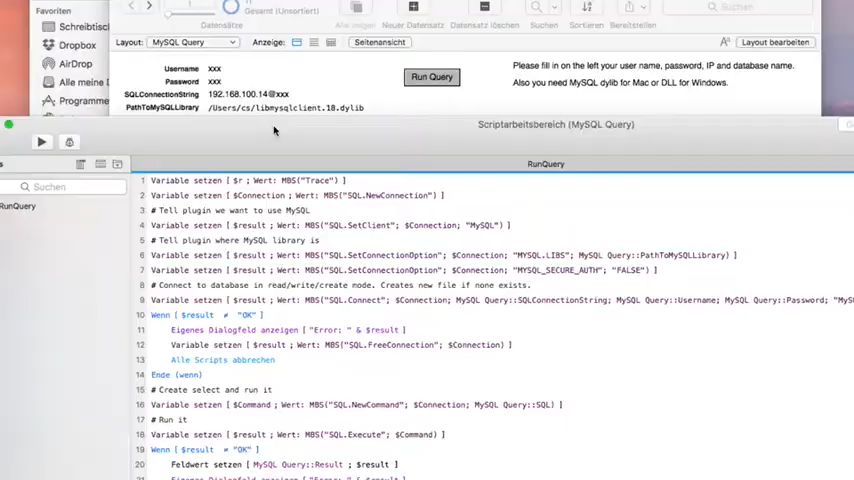 Gesamt (Unsortiert)
1
Datensätze
Alle zeigen
Neuer Datensatz
Datensatz löschen
Suchen
Sortieren
Bereitstellen
Suchen
Favoriten
Schreibtisch
Dropbox
AirDrop
Alle meine D
Programme
Layout: MySQL Query
Anzeige:
Seitenansicht
Layout bearbeiten
Username xxx
Password xxx
SQLConnectionString 192.168.100.14@xxx
PathToMySQLLibrary /Users/cs/libmysqlclient.18.dylib
Run Query
Please fill in on the left your user name, password, IP and database name.
Also you need MySQL dylib for Mac or DLL for Windows.
Scriptarbeitsbereich (MySQL Query)
s
Suchen
RunQuery
RunQuery
1 Variable setzen [ $r ; Wert: MBS("Trace") ]
2 Variable setzen [ $Connection ; Wert: MBS("SQL.NewConnection") ]
3 # Tell plugin we want to use MySQL
4 Variable setzen [ $result ; Wert: MBS("SQL.SetClient"; $Connection; "MySQL") ]
5 # Tell plugin where MySQL library is
6 Variable setzen [ $result ; Wert: MBS("SQL.SetConnectionOption"; $Connection; "MYSQL.LIBS"; MySQL Query::PathToMYSQLLibrary) ]
7 Variable setzen [ $result ; Wert: MBS("SQL.SetConnectionOption"; $Connection; "MYSQL_SECURE_AUTH"; "FALSE") ]
8 # Connect to database in read/write/create mode. Creates new file if none exists.
9 Variable setzen [ $result ; Wert: MBS("SQL.Connect"; $Connection; MySQL Query::SQLConnectionString; MySQL Query::Username; MySQL Query::Password; "MyS
10 Wenn [ $result ≠ "OK" ]
11 Eigenes Dialogfeld anzeigen [ "Error: " & $result ]
12 Variable setzen [ $result ; Wert: MBS("SQL.FreeConnection"; $Connection) ]
13 Alle Scripts abbrechen
14 Ende (wenn)
15 # Create select and run it
16 Variable setzen [ $Command ; Wert: MBS("SQL.NewCommand"; $Connection; MySQL Query::SQL) ]
17 # Run it
18 Variable setzen [ $result ; Wert: MBS("SQL.Execute"; $Command) ]
19 Wenn [ $result ≠ "OK" ]
20 Feldwert setzen [ MySQL Query::Result ; $result ]
21 Eigenes Dialogfeld anzeigen [ "Error: " & $result ]